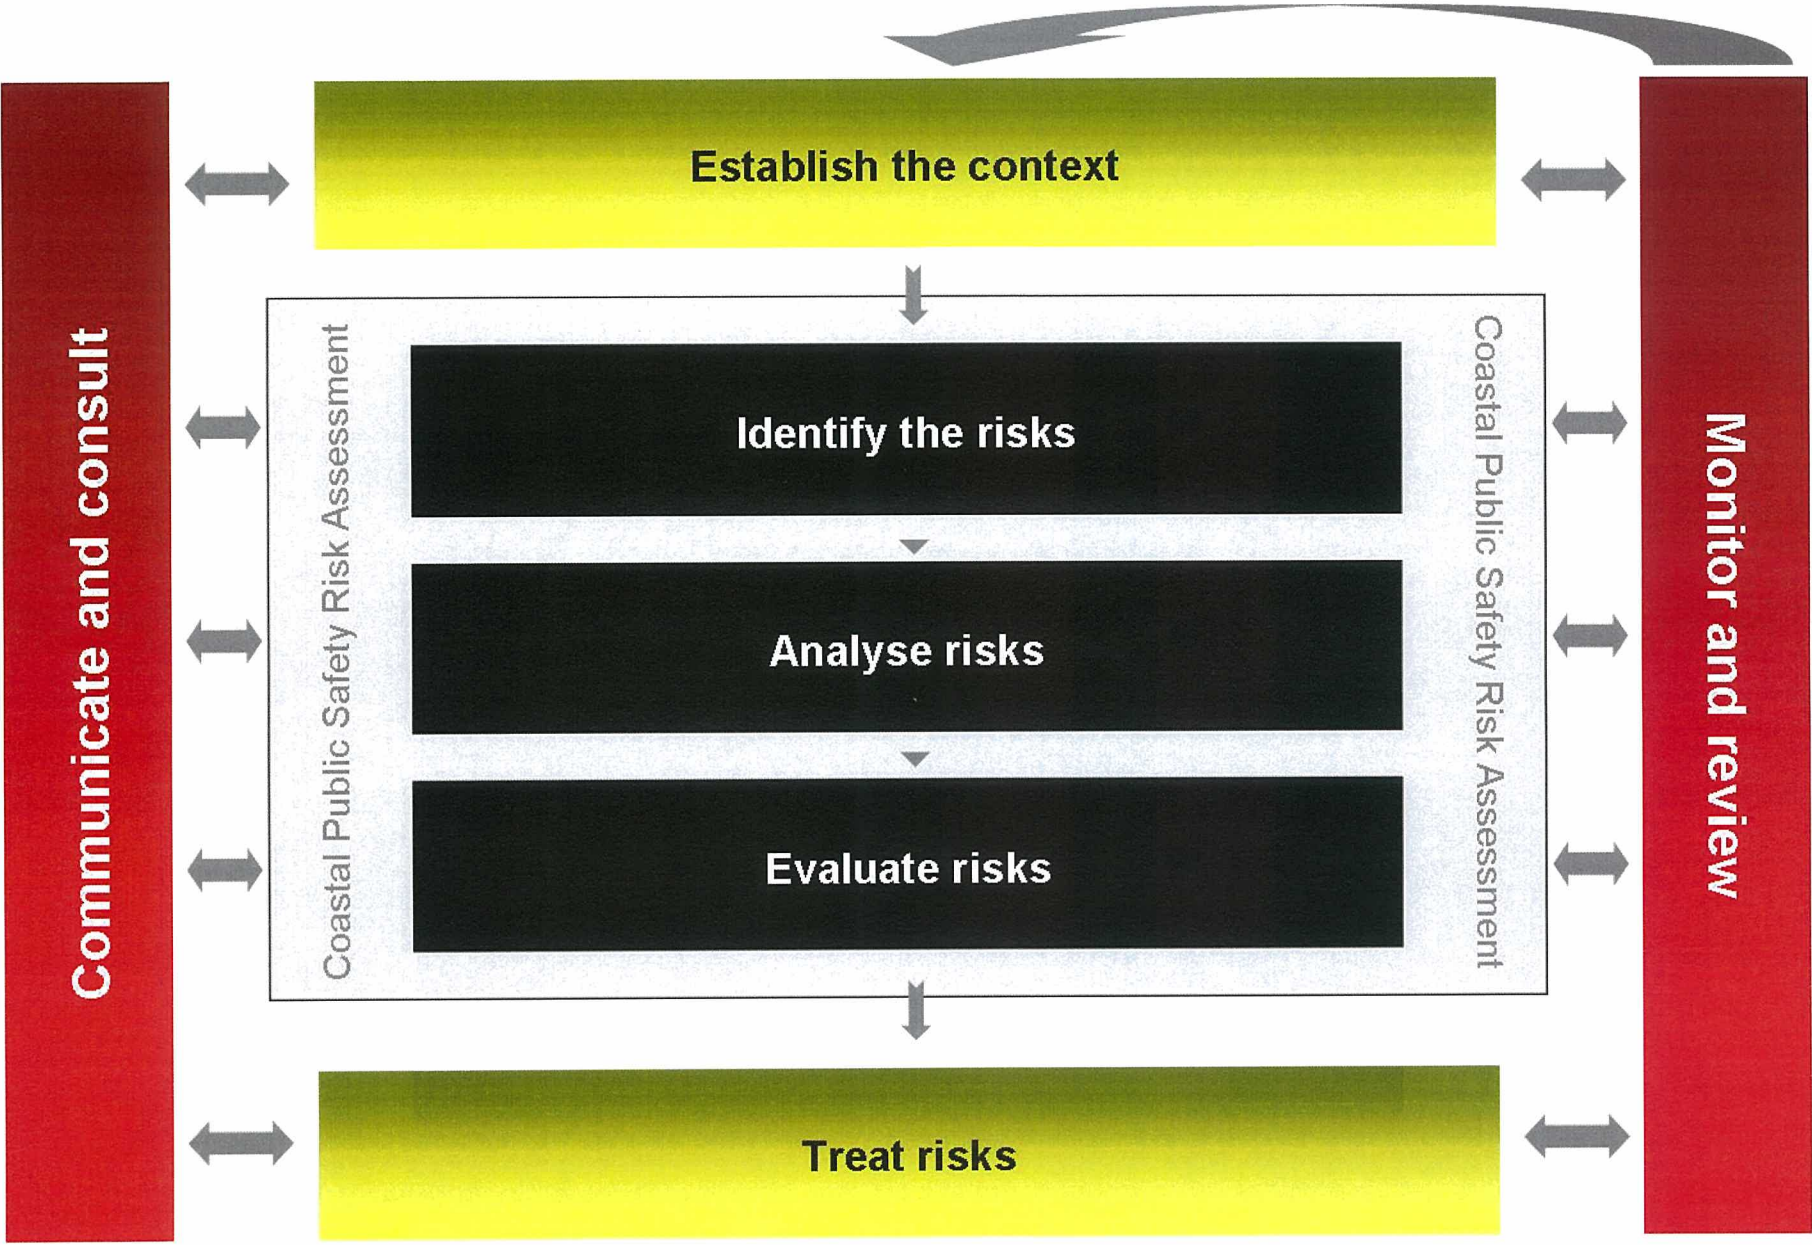 Establish the context
Communicate and consult
Coastal Public Safety Risk Assessment
Identify the risks
Analyse risks
Evaluate risks
Coastal Public Safety Risk Assessment
Monitor and review
Treat risks